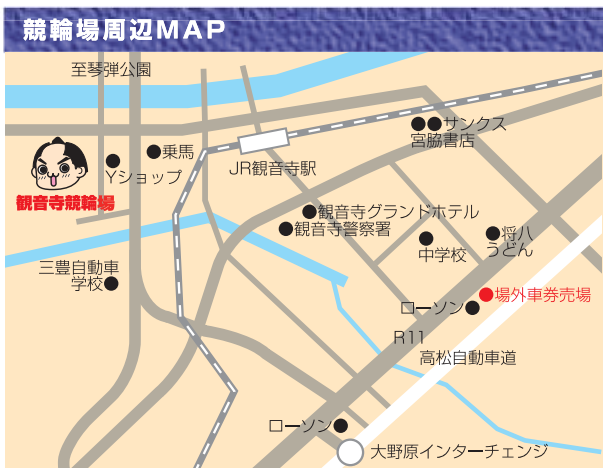 競輪場周辺MAP
至琴弾公園
サンクス
宮脇書店
乗馬
Yショップ
JR観音寺駅
観音寺競輪場
観音寺グランドホテル
観音寺警察署
将八
うどん
中学校
三豊自動車
学校
場外車券売場
ローソン
R11
高松自動車道
ローソン
大野原インターチェンジ